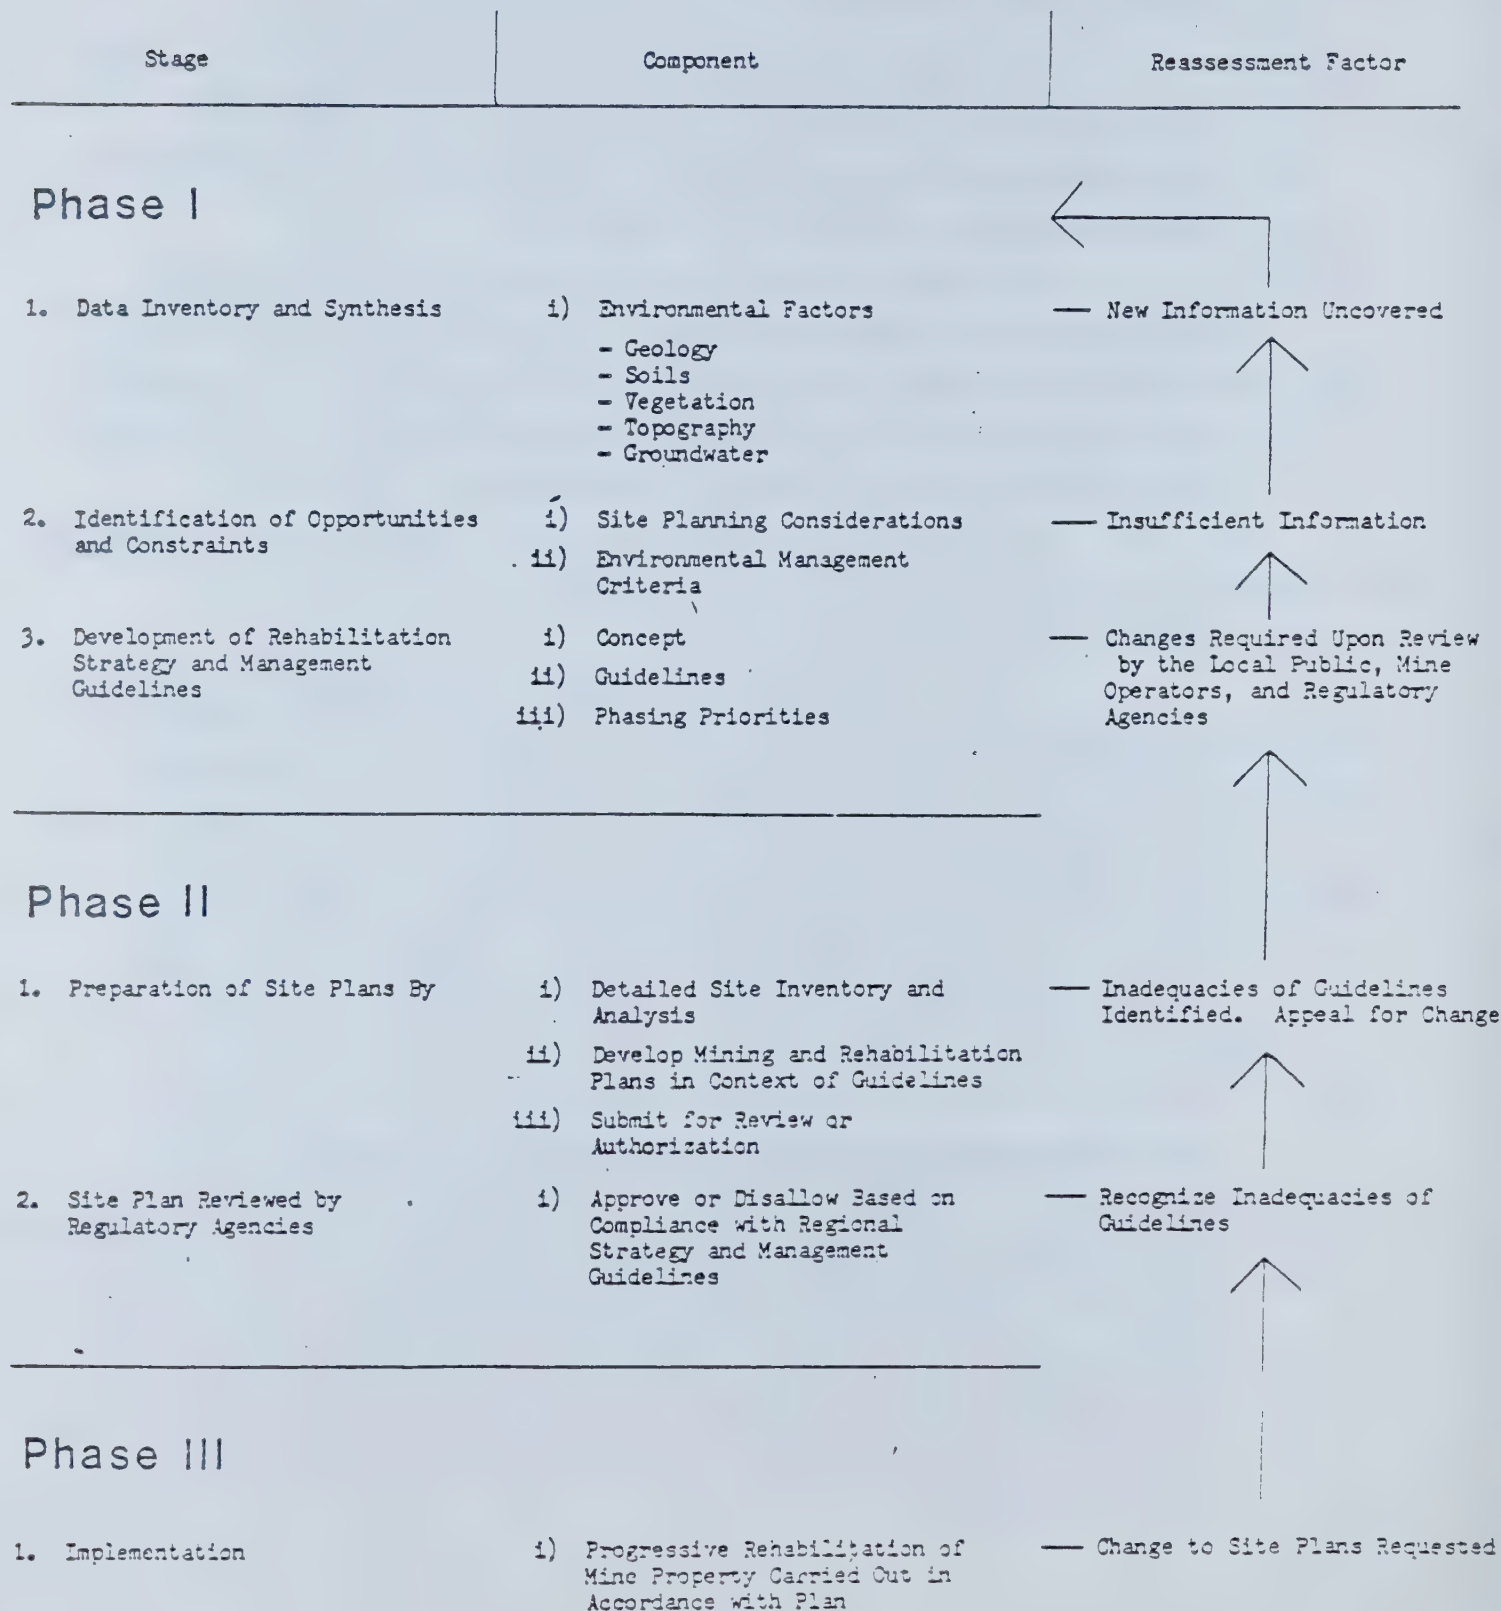 Stage Component Reassessment Factor
Phase I
1. Data Inventory and Synthesis i) Environmental Factors — New Information Uncovered
- Geology
- Soils
- Vegetation
- Topography
- Groundwater
2. Identification of Opportunities i) Site Planning Considerations — Insufficient Information
and Constraints
ii) Environmental Management
Criteria
3. Development of Rehabilitation i) Concept — Changes Required Upon Review
Strategy and Management by the Local Public, Mine
Guidelines ii) Guidelines Operators, and Regulatory
iii) Phasing Priorities Agencies
Phase II
1. Preparation of Site Plans By i) Detailed Site Inventory and — Inadequacies of Guidelines
Analysis Identified. Appeal for Change
ii) Develop Mining and Rehabilitation
Plans in Context of Guidelines
iii) Submit for Review or
Authorization
2. Site Plan Reviewed by i) Approve or Disallow Based on — Recognize Inadequacies of
Regulatory Agencies Compliance with Regional Guidelines
Strategy and Management
Guidelines
Phase III
1. Implementation i) Progressive Rehabilitation of — Change to Site Plans Requested
Mine Property Carried Out in
Accordance with Plan